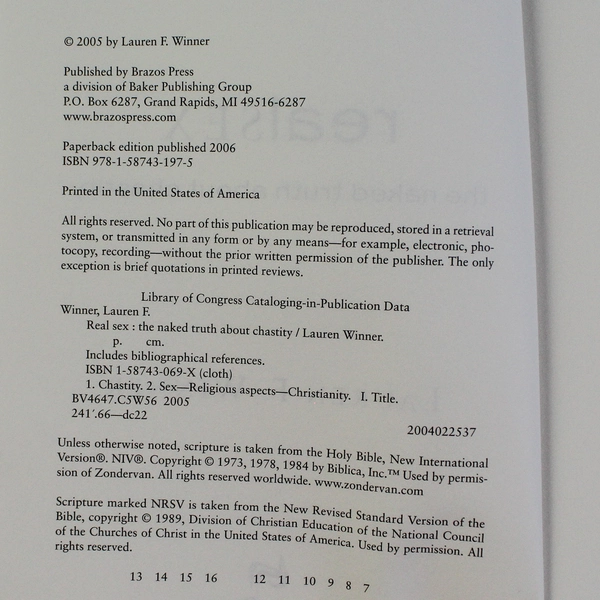 © 2005 by Lauren F. Winner
Published by Brazos Press
a division of Baker Publishing Group
P.O. Box 6287, Grand Rapids, MI 49516-6287
www.brazospress.com
Paperback edition published 2006
ISBN 978-1-58743-197-5
Printed in the United States of America
All rights reserved. No part of this publication may be reproduced, stored in a retrieval
system, or transmitted in any form or by any means—for example, electronic, pho-
tocopy, recording—without the prior written permission of the publisher. The only
exception is brief quotations in printed reviews.
Library of Congress Cataloging-in-Publication Data
Winner, Lauren F.
Real sex : the naked truth about chastity / Lauren Winner.
p. cm.
Includes bibliographical references.
ISBN 1-58743-069-X (cloth)
1. Chastity. 2. Sex—Religious aspects—Christianity. I. Title.
BV4647.C5W56 2005
241´.66—dc22
2004022537
Unless otherwise noted, scripture is taken from the Holy Bible, New International
Version®. NIV®. Copyright © 1973, 1978, 1984 by Biblica, Inc.™ Used by permis-
sion of Zondervan. All rights reserved worldwide. www.zondervan.com
Scripture marked NRSV is taken from the New Revised Standard Version of the
Bible, copyright © 1989, Division of Christian Education of the National Council
of the Churches of Christ in the United States of America. Used by permission. All
rights reserved.
13 14 15 16 12 11 10 9 8 7